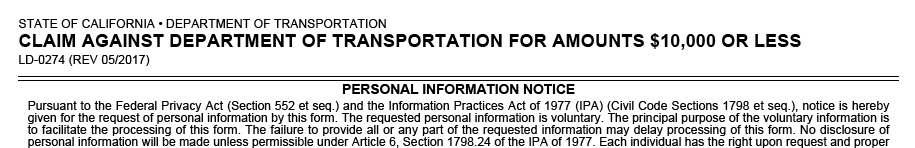 STATE OF CALIFORNIA • DEPARTMENT OF TRANSPORTATION
CLAIM AGAINST DEPARTMENT OF TRANSPORTATION FOR AMOUNTS $10,000 OR LESS
LD-0274 (REV 05/2017)
PERSONAL INFORMATION NOTICE
Pursuant to the Federal Privacy Act (Section 552 et seq.) and the Information Practices Act of 1977 (IPA) (Civil Code Sections 1798 et seq.), notice is hereby
given for the request of personal information by this form. The requested personal information is voluntary. The principal purpose of the voluntary information is
to facilitate the processing of this form. The failure to provide all or any part of the requested information may delay processing of this form. No disclosure of
personal information will be made unless permissible under Article 6, Section 1798.24 of the IPA of 1977. Each individual has the right upon request and proper